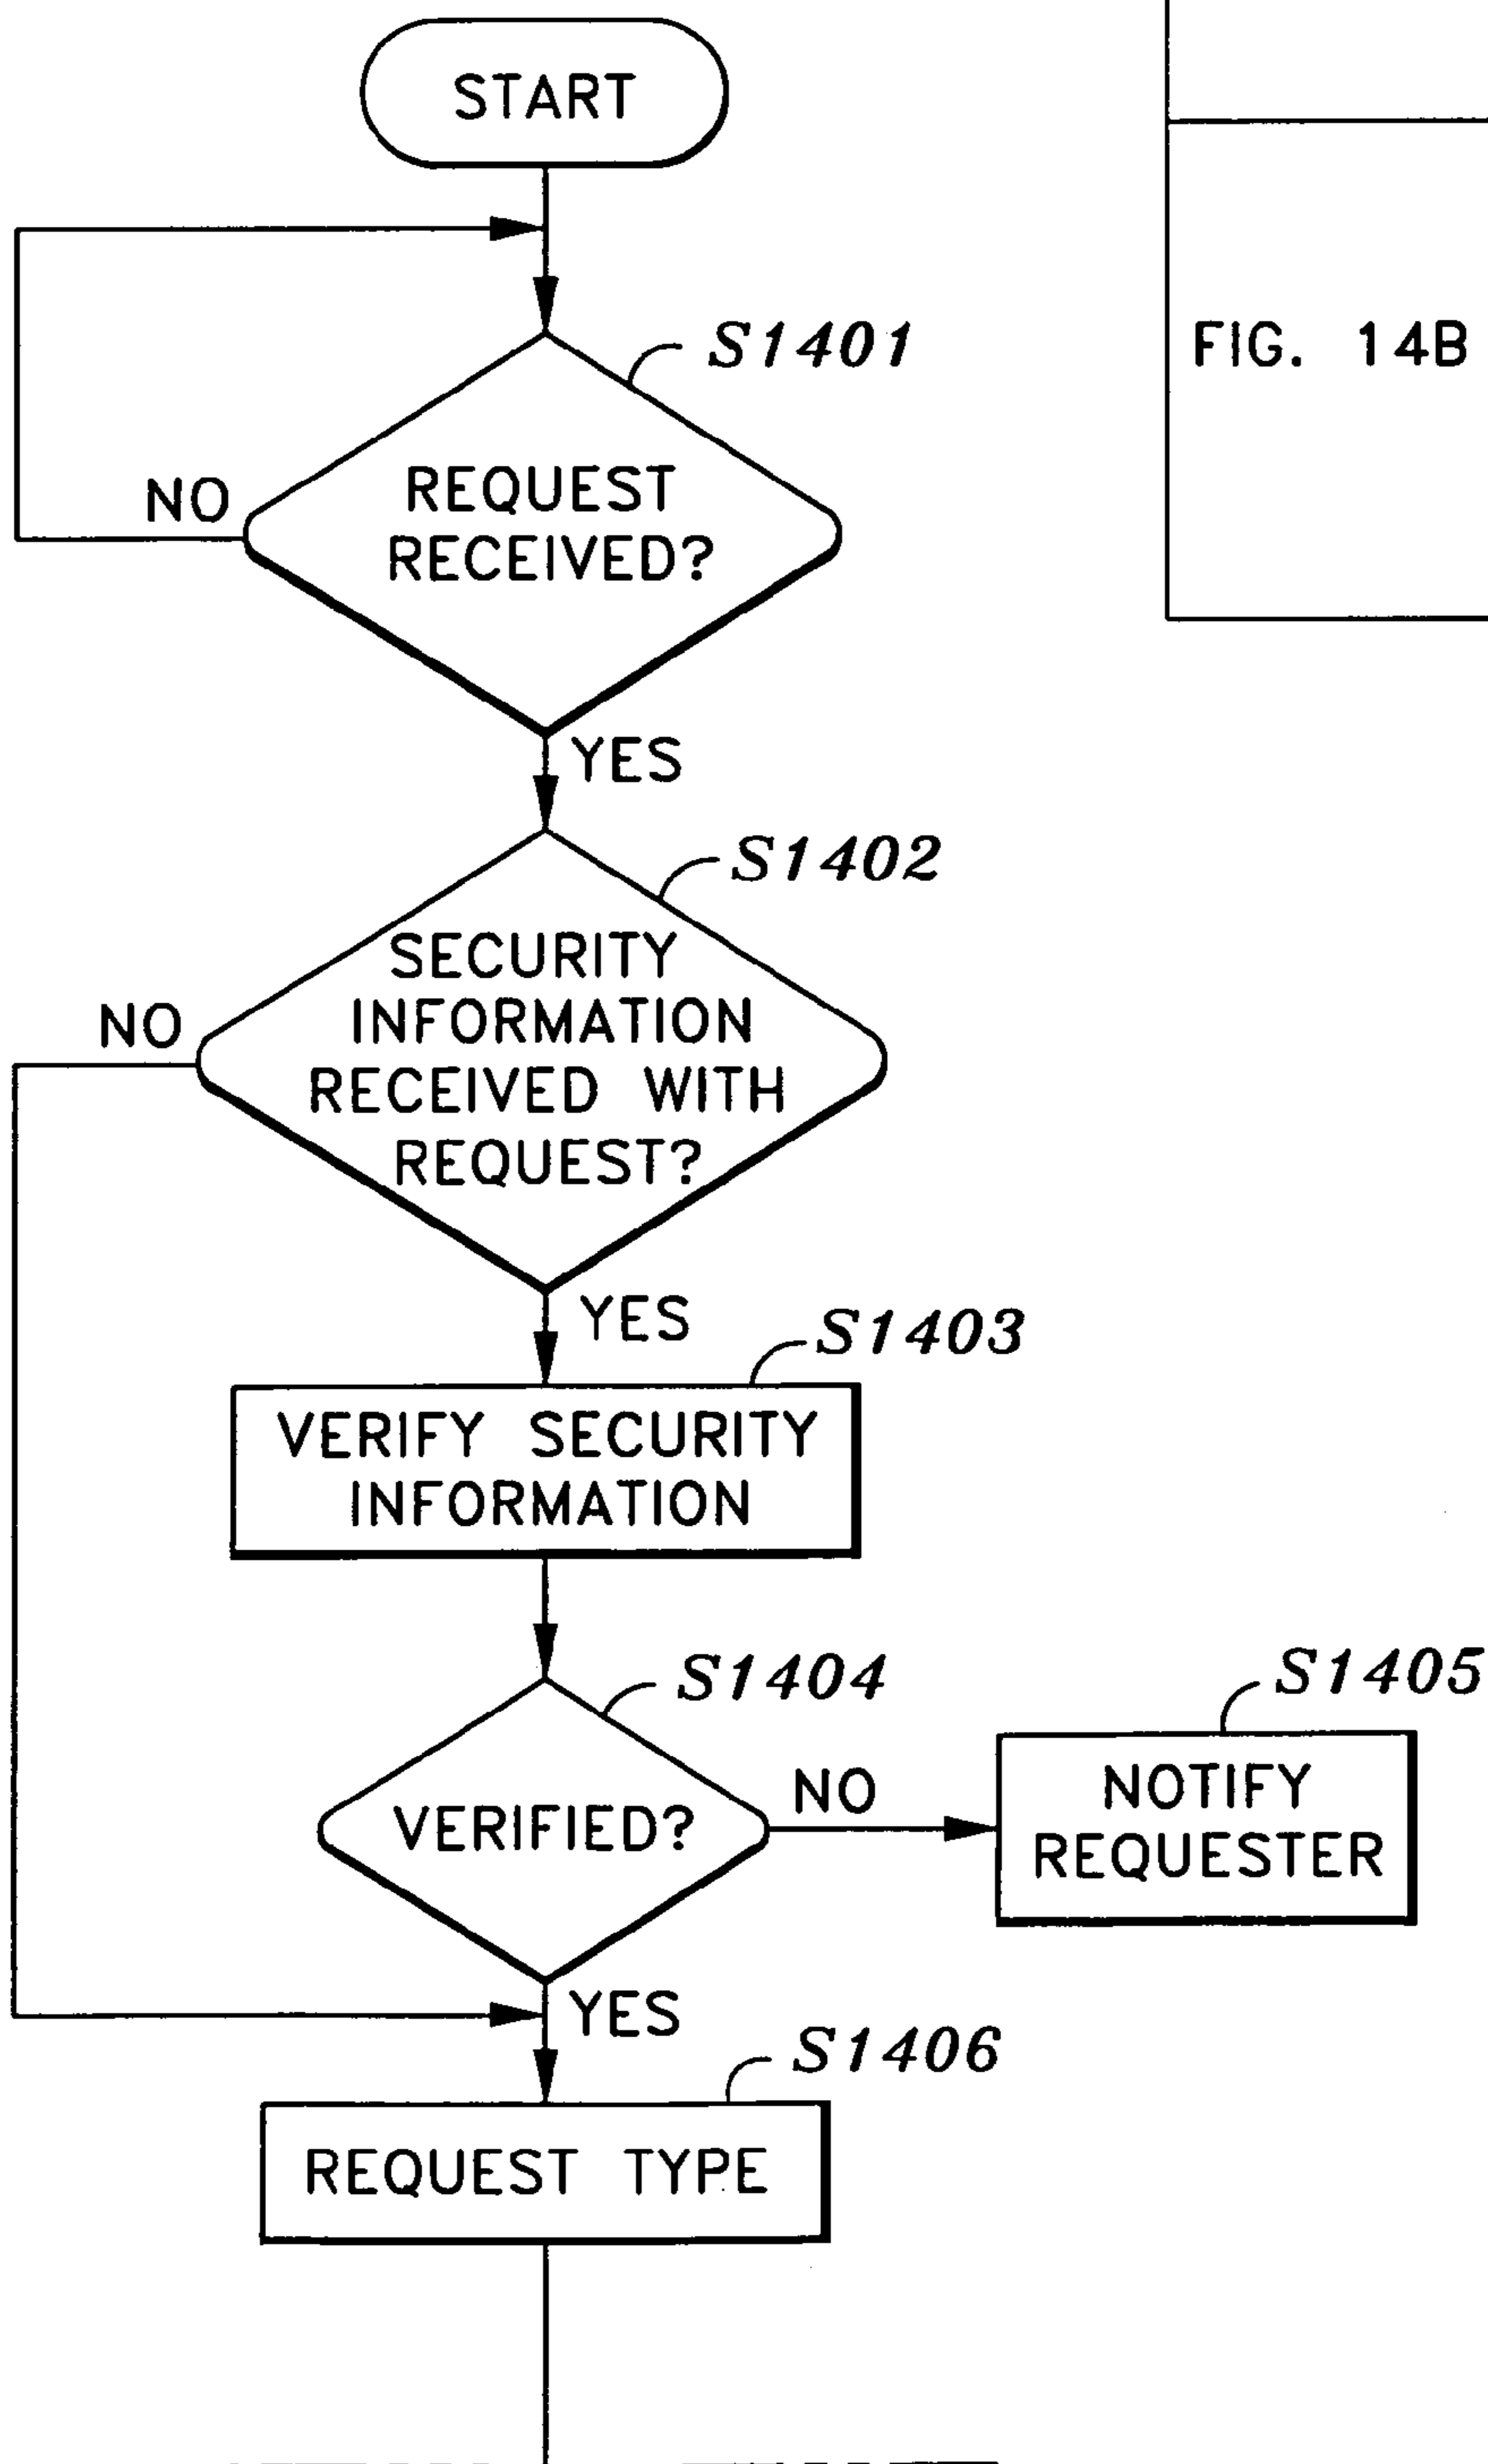 START
S1401
FIG. 14B
NO
REQUEST
RECEIVED?
YES
S1402
SECURITY
INFORMATION
RECEIVED WITH
REQUEST?
NO
YES
S1403
VERIFY SECURITY
INFORMATION
S1404
S1405
VERIFIED?
NO
NOTIFY
REQUESTER
YES
S1406
REQUEST TYPE